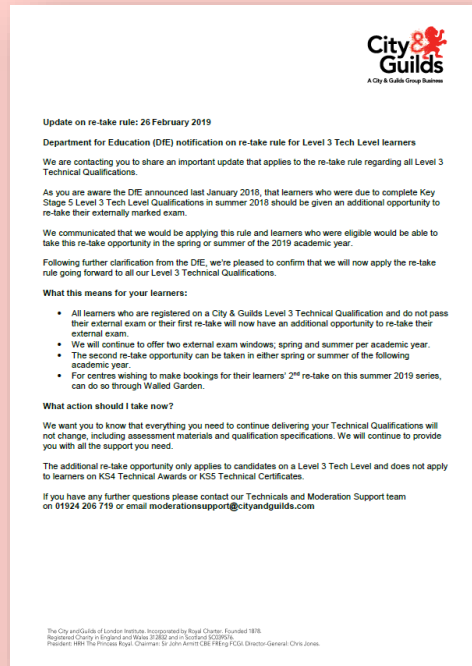 City&
Guilds
A City & Guilds Group Business
Update on re-take rule: 26 February 2019
Department for Education (DfE) notification on re-take rule for Level 3 Tech Level learners
We are contacting you to share an important update that applies to the re-take rule regarding all Level 3
Technical Qualifications.
As you are aware the DfE announced last January 2018, that learners who were due to complete Key
Stage 5 Level 3 Tech Level Qualifications in summer 2018 should be given an additional opportunity to
re-take their externally marked exam.
We communicated that we would be applying this rule and learners who were eligible would be able to
take this re-take opportunity in the spring or summer of the 2019 academic year.
Following further clarification from the DfE, we're pleased to confirm that we will now apply the re-take
rule going forward to all our Level 3 Technical Qualifications.
What this means for your learners:
• All learners who are registered on a City & Guilds Level 3 Technical Qualification and do not pass
their external exam or their first re-take will now have an additional opportunity to re-take their
external exam.
• We will continue to offer two external exam windows; spring and summer per academic year.
• The second re-take opportunity can be taken in either spring or summer of the following
academic year.
• For centres wishing to make bookings for their learners' 2nd re-take on this summer 2019 series,
can do so through Walled Garden.
What action should I take now?
We want you to know that everything you need to continue delivering your Technical Qualifications will
not change, including assessment materials and qualification specifications. We will continue to provide
you with all the support you need.
The additional re-take opportunity only applies to candidates on a Level 3 Tech Level and does not apply
to learners on KS4 Technical Awards or KS5 Technical Certificates.
If you have any further questions please contact our Technicals and Moderation Support team
on 01924 206 719 or email moderationsupport@cityandguilds.com
The City and Guilds of London Institute. Incorporated by Royal Charter. Founded 1878.
Registered Charity in England and Wales 312832 and in Scotland SC039576.
President: HRH The Princess Royal. Chairman: Sir John Armitt CBE FREng FCGI. Director-General: Chris Jones.